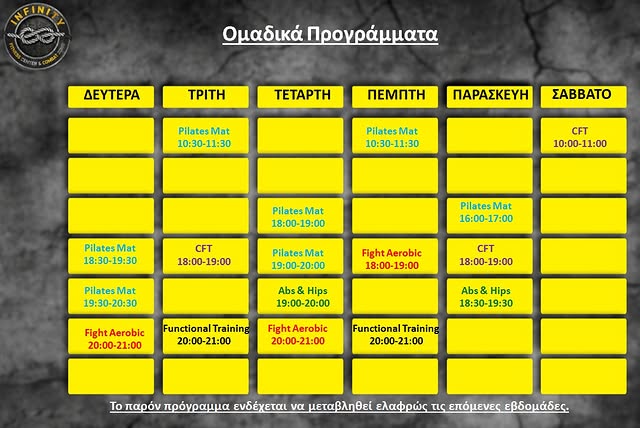 INFINITY
FITNESS CENTER & COMBAT
Ομαδικά Προγράμματα
ΔΕΥΤΕΡΑ ΤΡΙΤΗ ΤΕΤΑΡΤΗ ΠΕΜΠΤΗ ΠΑΡΑΣΚΕΥΗ ΣΑΒΒΑΤΟ
Pilates Mat Pilates Mat CFT
10:30-11:30 10:30-11:30 10:00-11:00
Pilates Mat Pilates Mat
18:00-19:00 16:00-17:00
Pilates Mat CFT Pilates Mat Fight Aerobic CFT
18:30-19:30 18:00-19:00 19:00-20:00 18:00-19:00 18:00-19:00
Pilates Mat Abs & Hips Abs & Hips
19:30-20:30 19:00-20:00 18:30-19:30
Fight Aerobic Functional Training Fight Aerobic Functional Training
20:00-21:00 20:00-21:00 20:00-21:00 20:00-21:00
Το παρόν πρόγραμμα ενδέχεται να μεταβληθεί ελαφρώς τις επόμενες εβδομάδες.